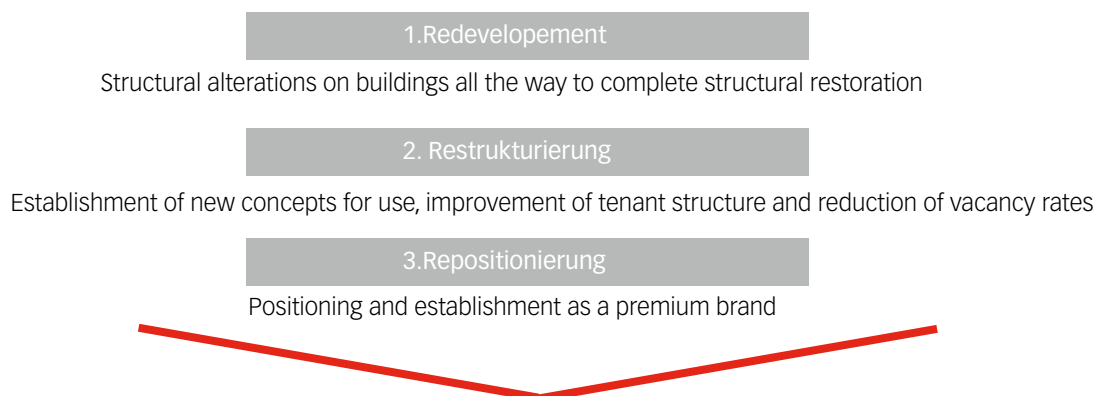 1.Redevelopement
Structural alterations on buildings all the way to complete structural restoration
2. Restrukturierung
Establishment of new concepts for use, improvement of tenant structure and reduction of vacancy rates
3.Repositionierung
Positioning and establishment as a premium brand